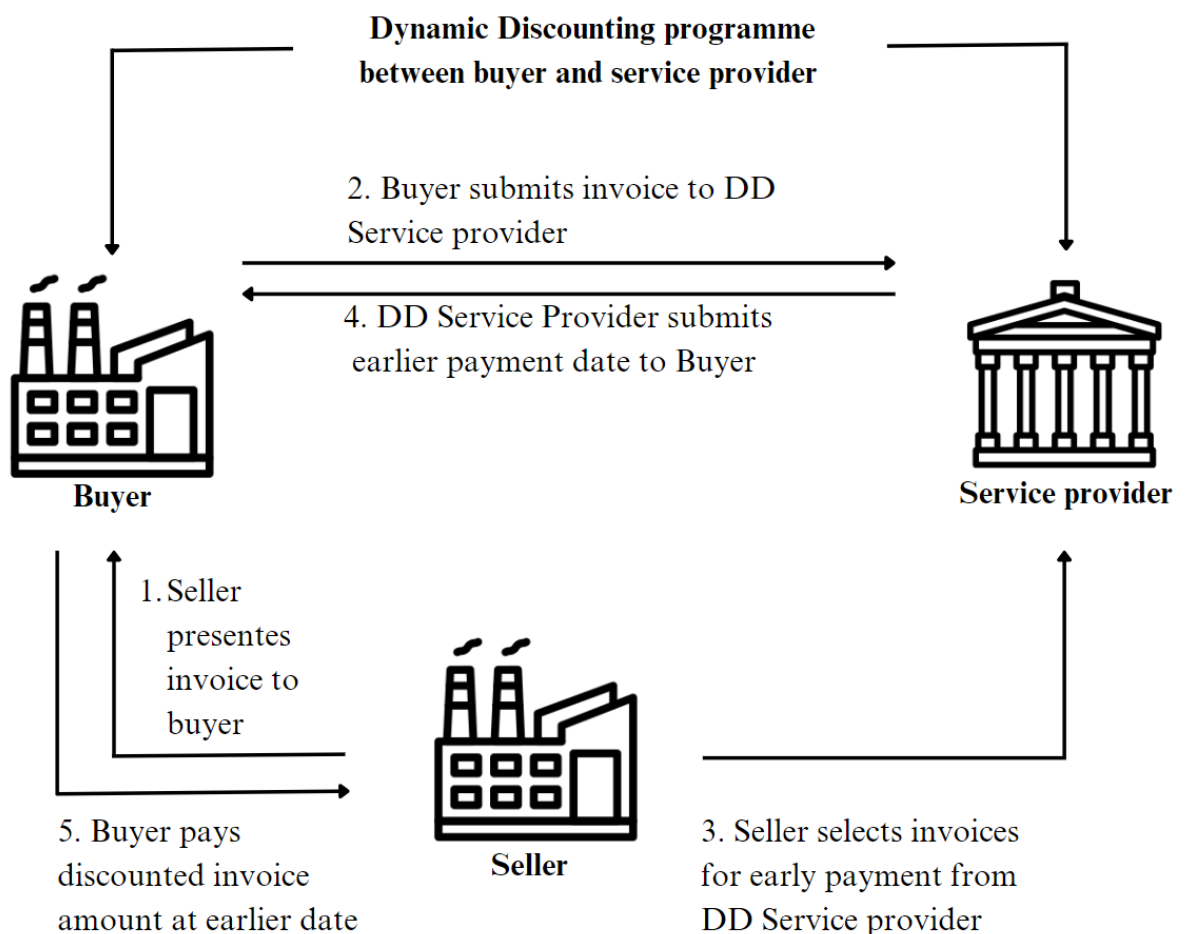 Dynamic Discounting programme
between buyer and service provider
2. Buyer submits invoice to DD
Service provider
4. DD Service Provider submits
earlier payment date to Buyer
Buyer
Service provider
1. Seller
presentes
invoice to
buyer
5. Buyer pays
discounted invoice
amount at earlier date
Seller
3. Seller selects invoices
for early payment from
DD Service provider